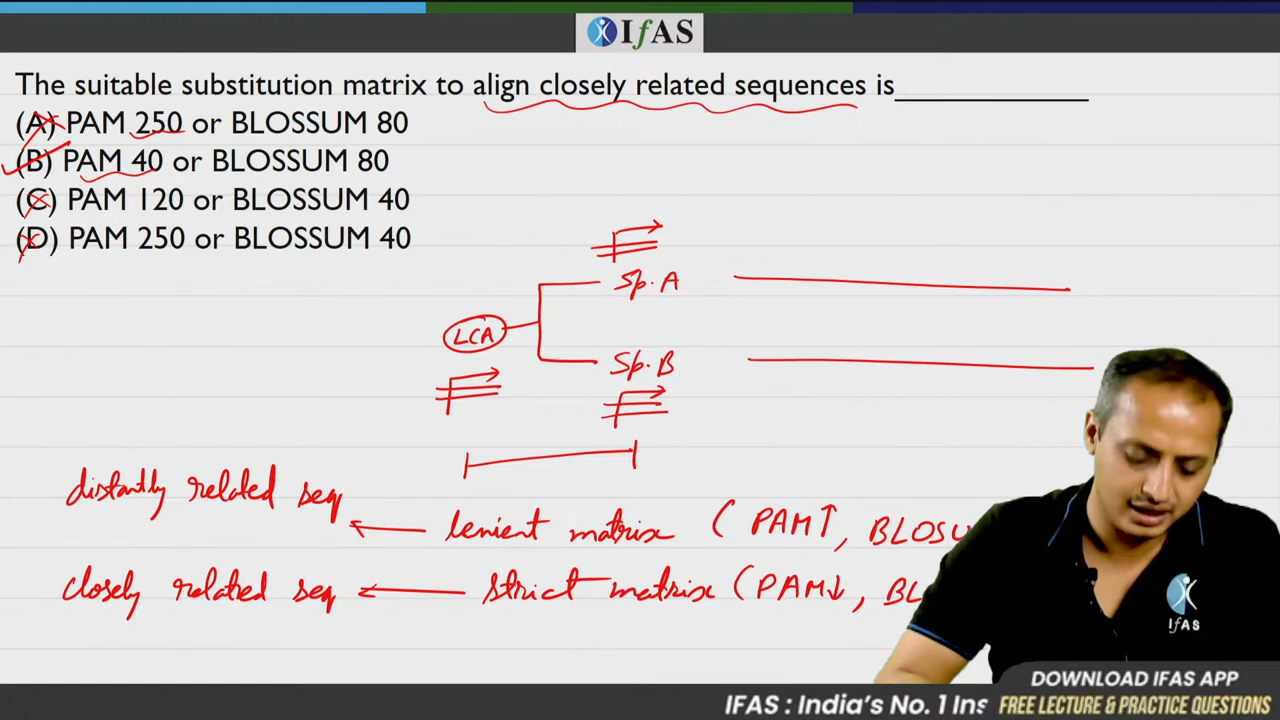 IfAS
The suitable substitution matrix to align closely related sequences is____________
(A) PAM 250 or BLOSSUM 80
(B) PAM 40 or BLOSSUM 80
(C) PAM 120 or BLOSSUM 40
(D) PAM 250 or BLOSSUM 40
Sp. A
LCA
Sp. B
distantly related seq
lenient matrix ( PAM↑, BLOSU
closely related seq
strict matrix ( PAM↓, BL
IfAS
DOWNLOAD IFAS APP
IFAS : India's No. 1 Ins
FREE LECTURE & PRACTICE QUESTIONS